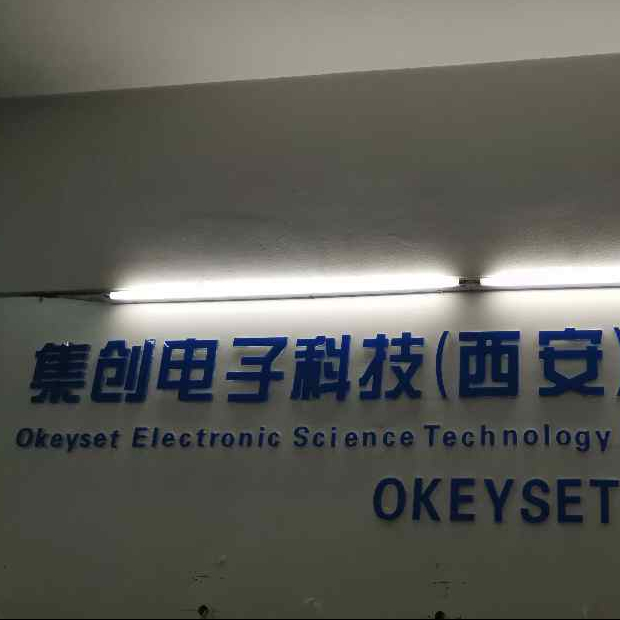 集创电子科技(西安)
Okeyset Electronic Science Technology
OKEYSET